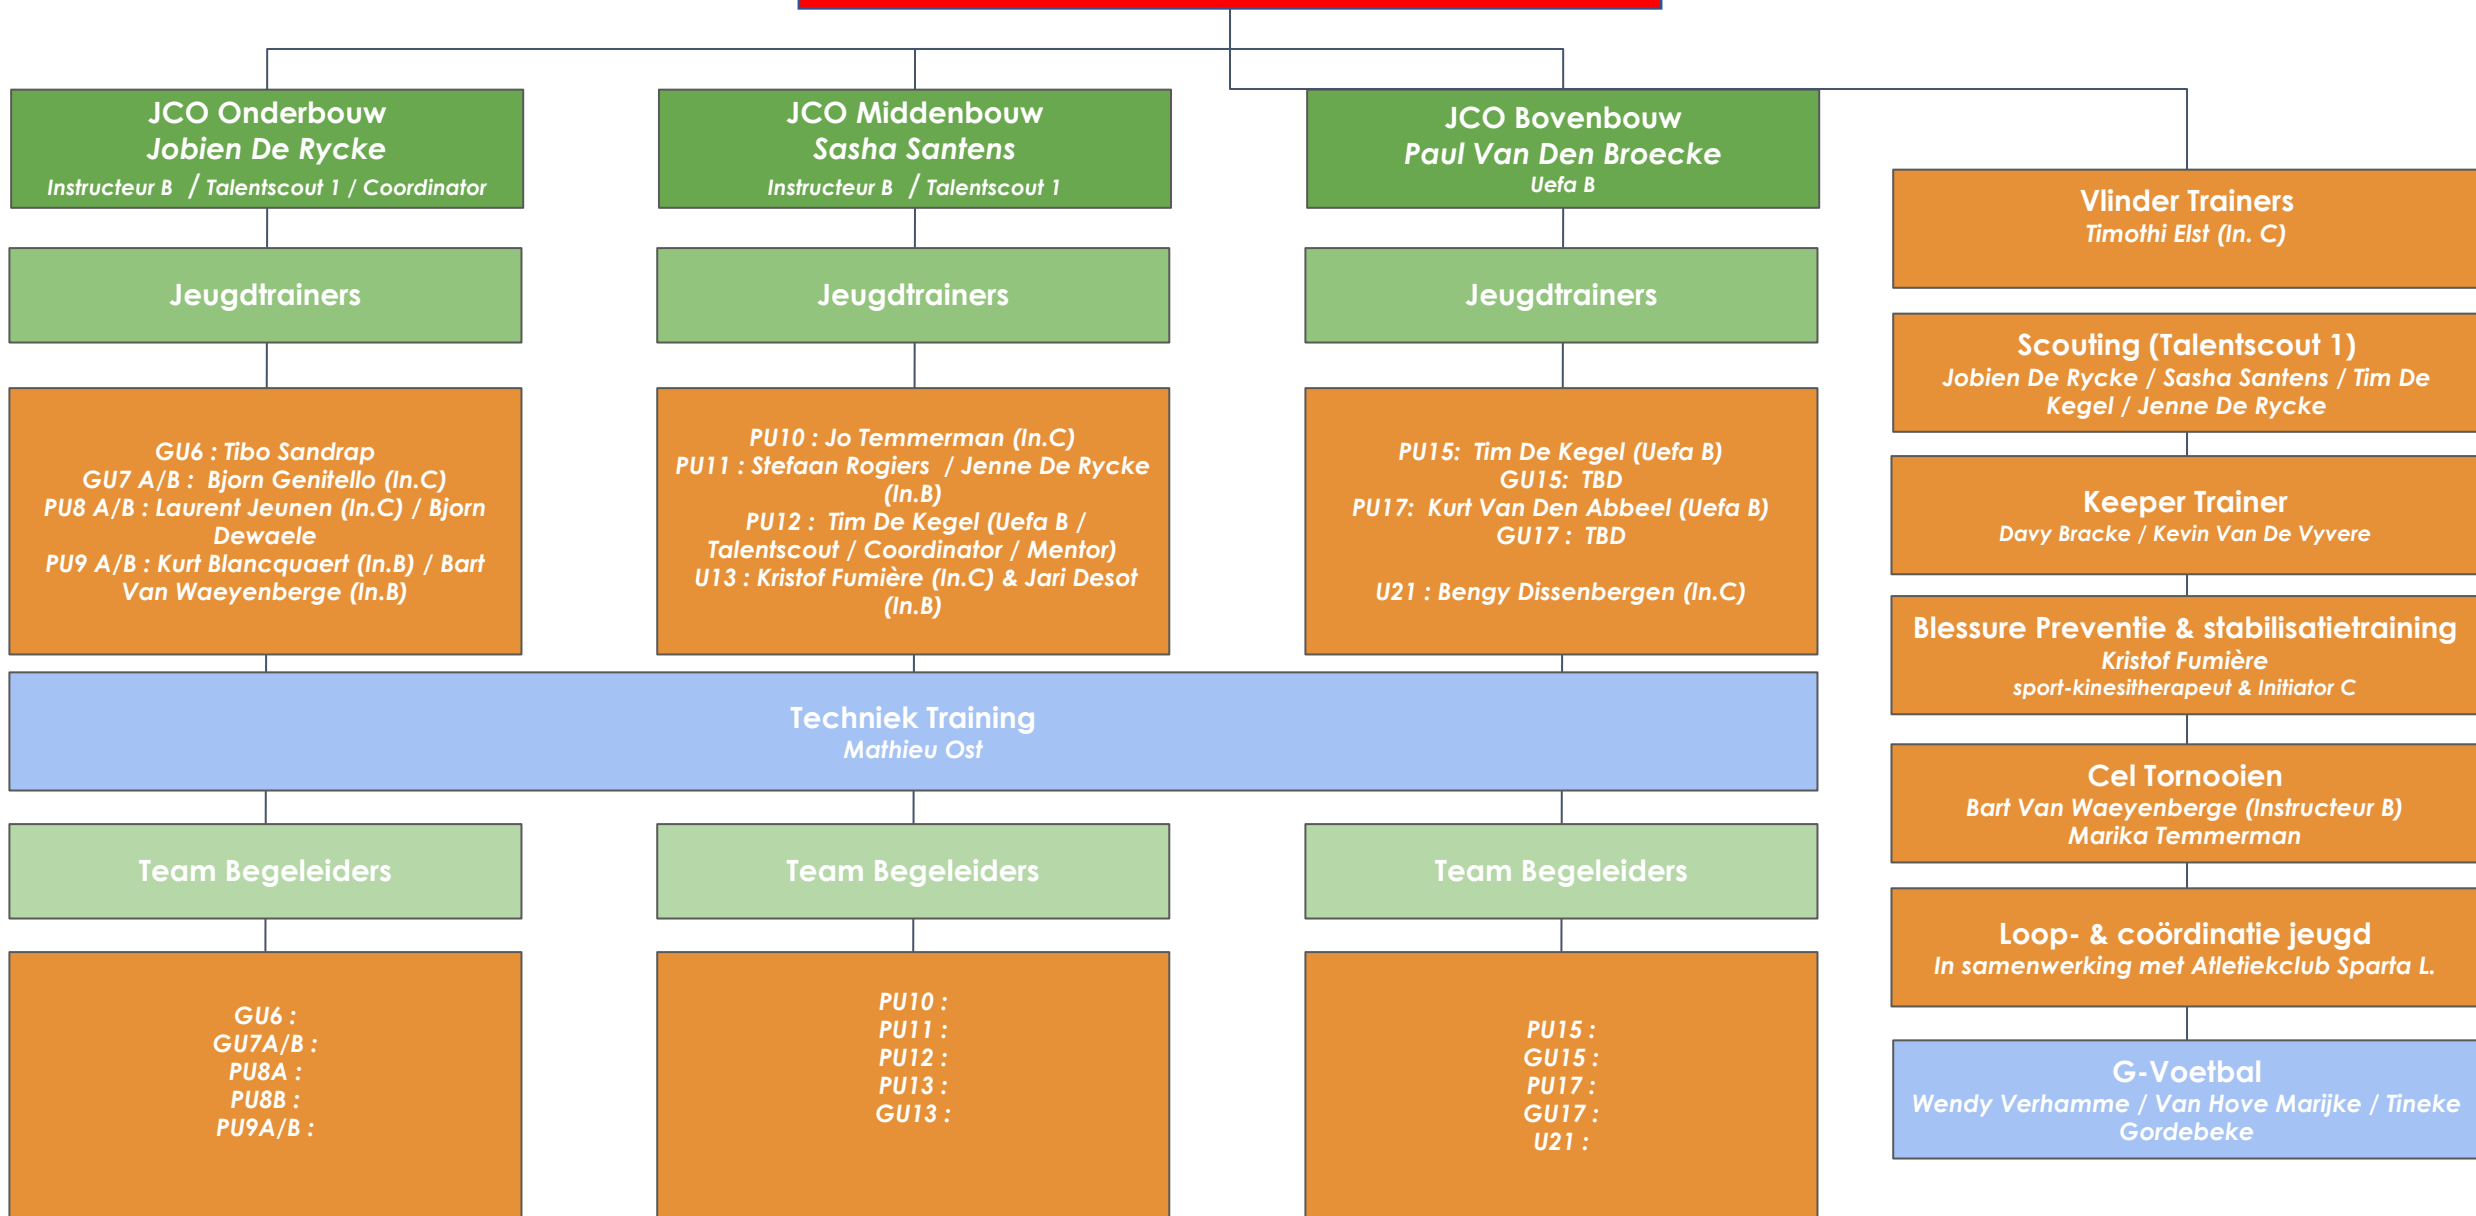 JCO Onderbouw
Jobien De Rycke
Instructeur B / Talentscout 1 / Coordinator
JCO Middenbouw
Sasha Santens
Instructeur B / Talentscout 1
JCO Bovenbouw
Paul Van Den Broecke
Uefa B
Jeugdtrainers
Jeugdtrainers
Jeugdtrainers
GU6 : Tibo Sandrap
GU7 A/B : Bjorn Genitello (In.C)
PU8 A/B : Laurent Jeunen (In.C) / Bjorn
Dewaele
PU9 A/B : Kurt Blancquaert (In.B) / Bart
Van Waeyenberge (In.B)
PU10 : Jo Temmerman (In.C)
PU11 : Stefaan Rogiers / Jenne De Rycke
(In.B)
PU12 : Tim De Kegel (Uefa B /
Talentscout / Coordinator / Mentor)
U13 : Kristof Fumière (In.C) & Jari Desot
(In.B)
PU15: Tim De Kegel (Uefa B)
GU15: TBD
PU17: Kurt Van Den Abbeel (Uefa B)
GU17 : TBD
U21 : Bengy Dissenbergen (In.C)
Techniek Training
Mathieu Ost
Team Begeleiders
Team Begeleiders
Team Begeleiders
GU6 :
GU7A/B :
PU8A :
PU8B :
PU9A/B :
PU10 :
PU11 :
PU12 :
PU13 :
GU13 :
PU15 :
GU15 :
PU17 :
GU17 :
U21 :
Vlinder Trainers
Timothi Elst (In. C)
Scouting (Talentscout 1)
Jobien De Rycke / Sasha Santens / Tim De
Kegel / Jenne De Rycke
Keeper Trainer
Davy Bracke / Kevin Van De Vyvere
Blessure Preventie & stabilisatietraining
Kristof Fumière
sport-kinesitherapeut & Initiator C
Cel Tornooien
Bart Van Waeyenberge (Instructeur B)
Marika Temmerman
Loop- & coördinatie jeugd
In samenwerking met Atletiekclub Sparta L.
G-Voetbal
Wendy Verhamme / Van Hove Marijke / Tineke
Gordebeke